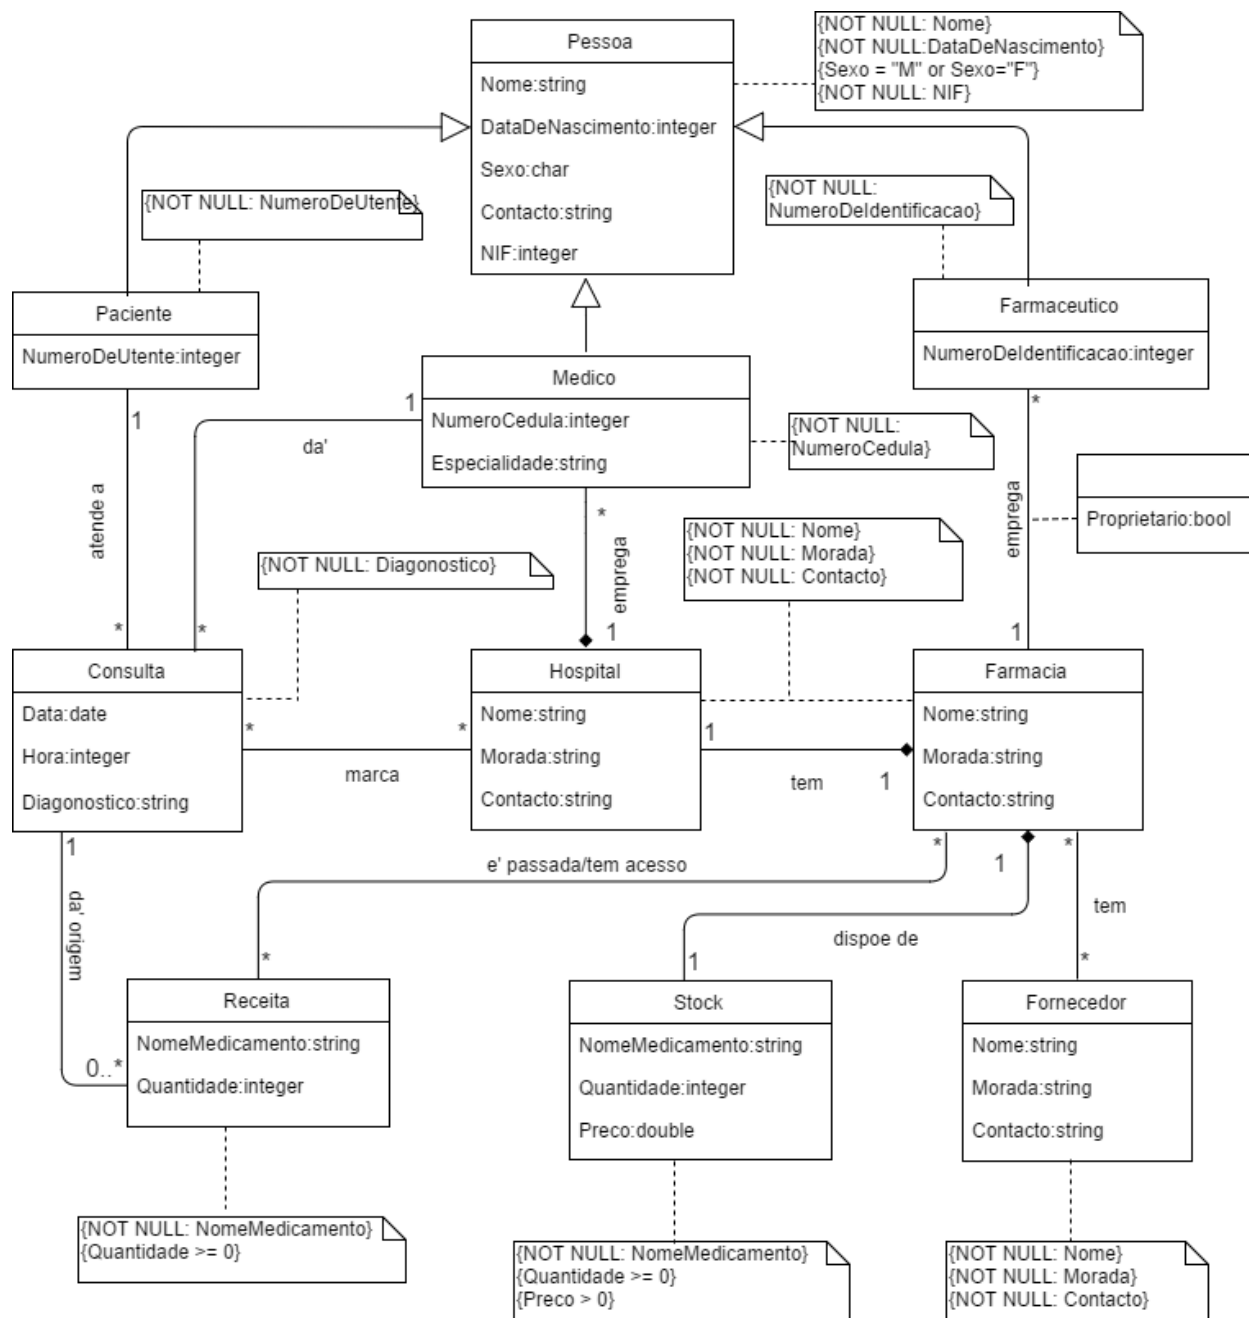 Pessoa
Nome:string
DataDeNascimento:integer
Sexo:char
Contacto:string
NIF:integer
{NOT NULL: Nome}
{NOT NULL:DataDeNascimento}
{Sexo = "M" or Sexo="F"}
{NOT NULL: NIF}
{NOT NULL: NumeroDeUtente}
{NOT NULL:
NumeroDeIdentificacao}
Paciente
NumeroDeUtente:integer
Farmaceutico
NumeroDeIdentificacao:integer
Medico
NumeroCedula:integer
Especialidade:string
{NOT NULL:
NumeroCedula}
1
1
da'
*
atende a
*
*
*
emprega
1
*
emprega
1
Proprietario:bool
{NOT NULL: Diagonostico}
{NOT NULL: Nome}
{NOT NULL: Morada}
{NOT NULL: Contacto}
Consulta
Data:date
Hora:integer
Diagonostico:string
Hospital
Nome:string
Morada:string
Contacto:string
Farmacia
Nome:string
Morada:string
Contacto:string
*
*
marca
1
tem
1
1
da' origem
0..*
e' passada/tem acesso
*
*
1
dispoe de
1
*
tem
*
Receita
NomeMedicamento:string
Quantidade:integer
Stock
NomeMedicamento:string
Quantidade:integer
Preco:double
Fornecedor
Nome:string
Morada:string
Contacto:string
{NOT NULL: NomeMedicamento}
{Quantidade >= 0}
{NOT NULL: NomeMedicamento}
{Quantidade >= 0}
{Preco > 0}
{NOT NULL: Nome}
{NOT NULL: Morada}
{NOT NULL: Contacto}